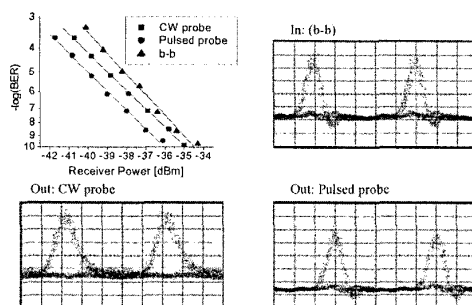 3
5
6
7
8
9
10
-log(BER)
CW probe
Pulsed probe
b-b
-42 -41 -40 -39 -38 -37 -36 -35 -34
Receiver Power [dBm]
In: (b-b)
Out: CW probe
Out: Pulsed probe